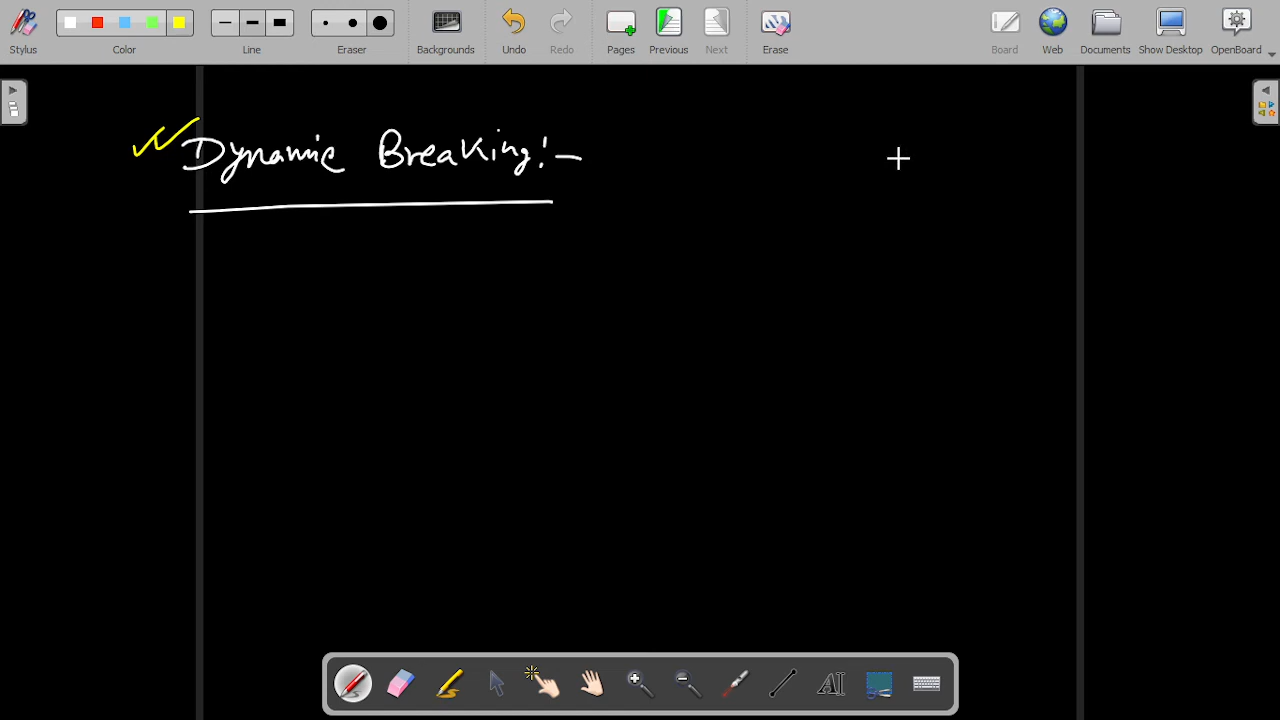 Stylus
Color
Line
Eraser
Backgrounds
Undo
Redo
Pages
Previous
Next
Erase
Board
Web
Documents
Show Desktop
OpenBoard
Dynamic Breaking:-
AI